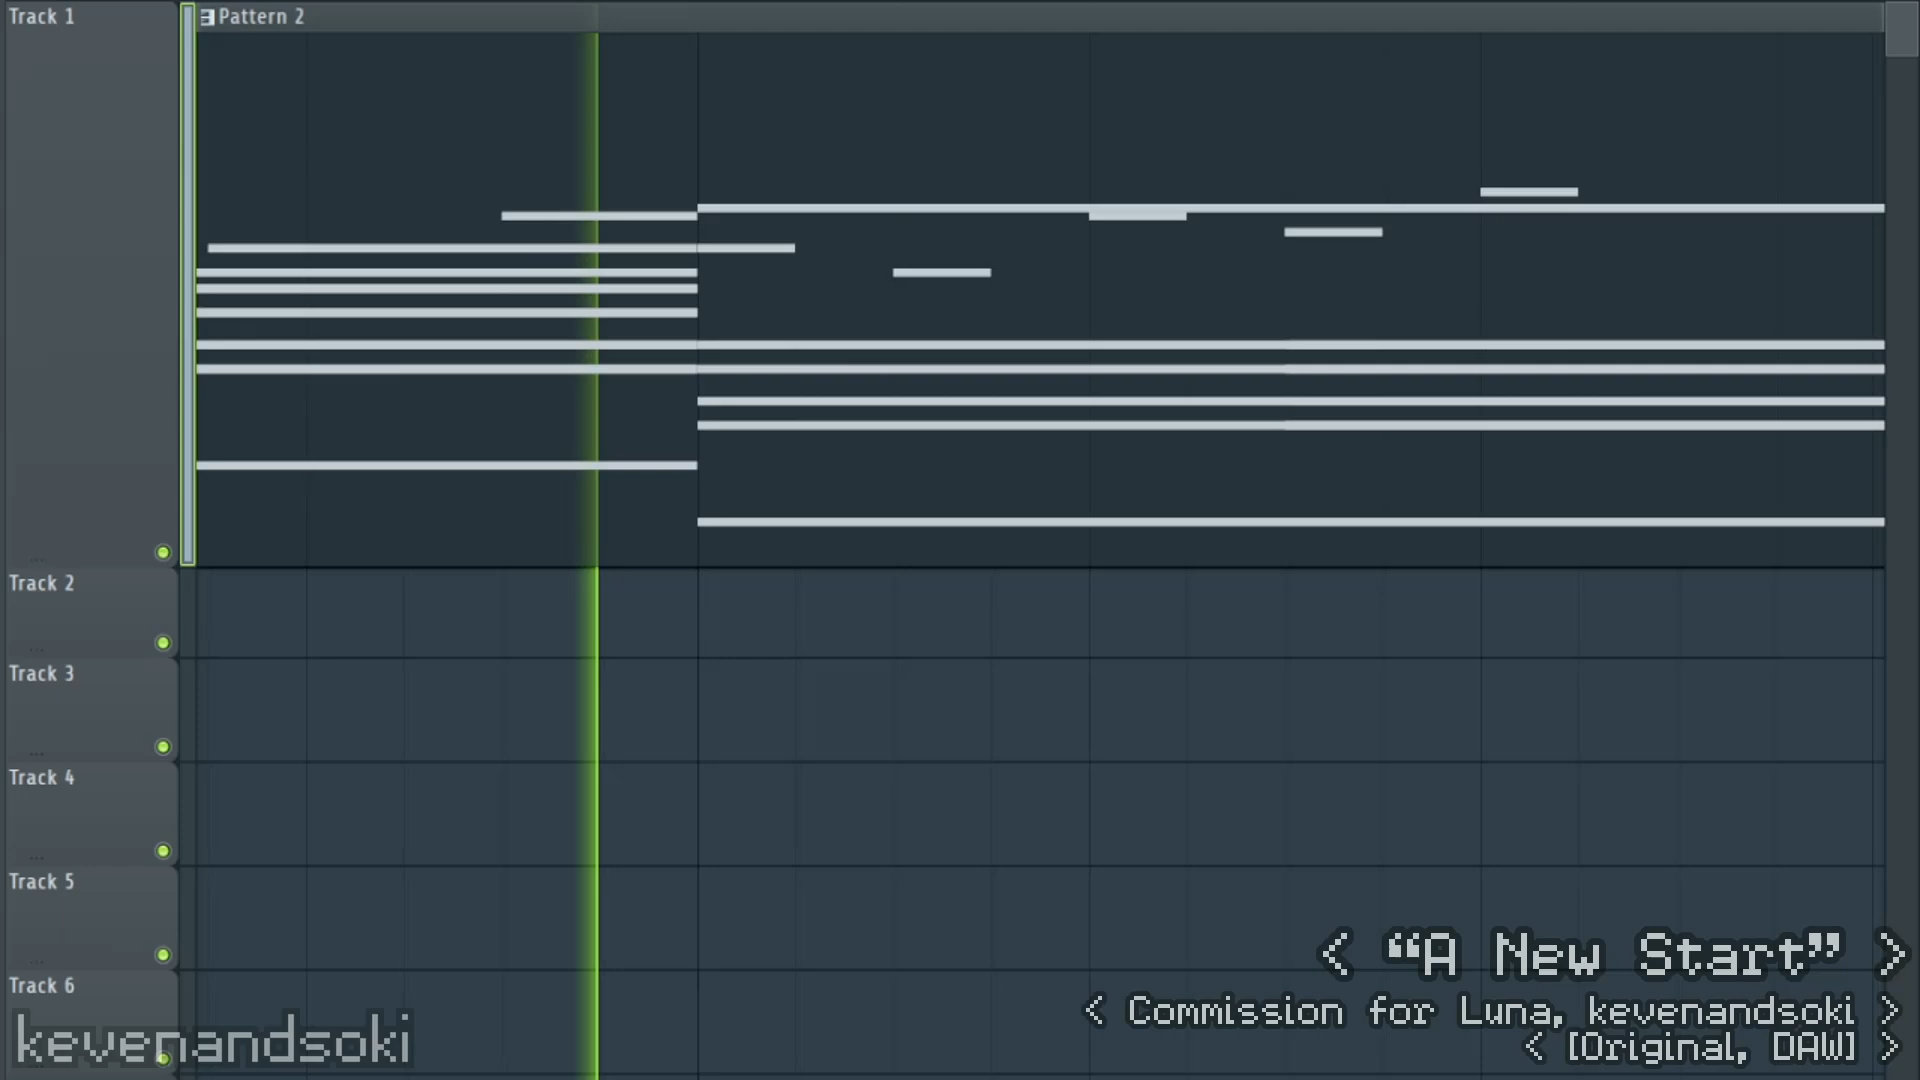 Track 1
Pattern 2
Track 2
Track 3
Track 4
Track 5
Track 6
kevenandsoki
< “A New Start” >
< Commission for Luna, kevenandsoki >
< [Original, DAW] >